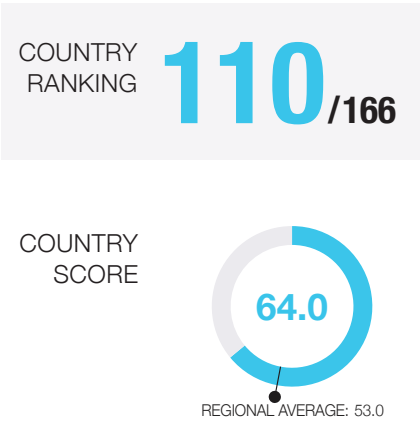 COUNTRY
RANKING
110/166
COUNTRY
SCORE
64.0
REGIONAL AVERAGE: 53.0